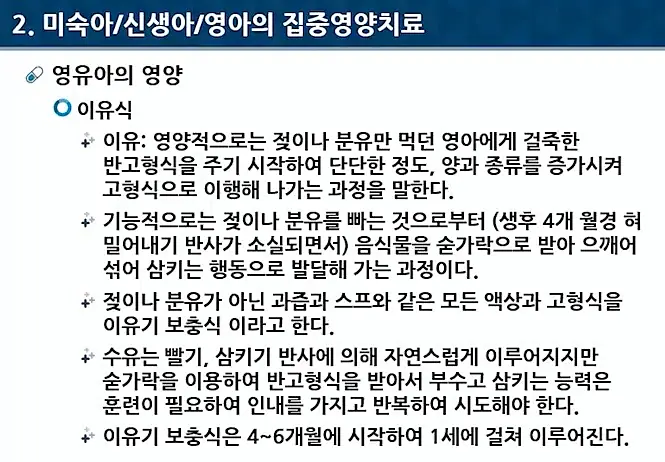 2. 미숙아/신생아/영아의 집중영양치료
영유아의 영양
이유식
이유: 영양적으로는 젖이나 분유만 먹던 영아에게 걸죽한
반고형식을 주기 시작하여 단단한 정도, 양과 종류를 증가시켜
고형식으로 이행해 나가는 과정을 말한다.
기능적으로는 젖이나 분유를 빠는 것으로부터 (생후 4개 월경 혀
밀어내기 반사가 소실되면서) 음식물을 숟가락으로 받아 으깨어
섞어 삼키는 행동으로 발달해 가는 과정이다.
젖이나 분유가 아닌 과즙과 스프와 같은 모든 액상과 고형식을
이유기 보충식 이라고 한다.
수유는 빨기, 삼키기 반사에 의해 자연스럽게 이루어지지만
숟가락을 이용하여 반고형식을 받아서 부수고 삼키는 능력은
훈련이 필요하여 인내를 가지고 반복하여 시도해야 한다.
이유기 보충식은 4~6개월에 시작하여 1세에 걸쳐 이루어진다.